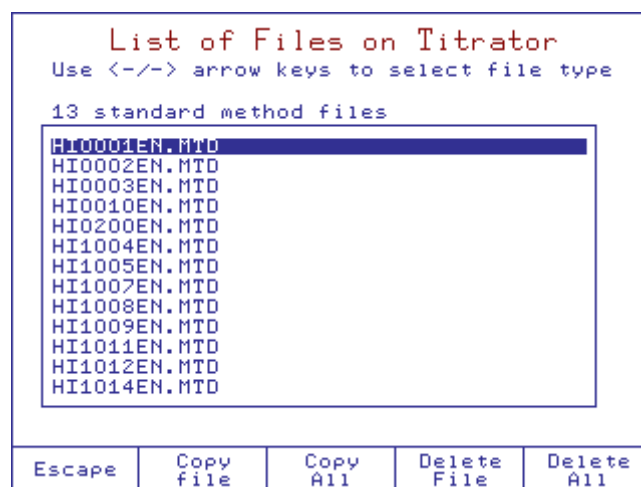 List of Files on Titrator
Use <-/-> arrow keys to select file type
13 standard method files
HI0001EN.MTD
HI0002EN.MTD
HI0003EN.MTD
HI0010EN.MTD
HI0200EN.MTD
HI1004EN.MTD
HI1005EN.MTD
HI1007EN.MTD
HI1008EN.MTD
HI1009EN.MTD
HI1011EN.MTD
HI1012EN.MTD
HI1014EN.MTD
Escape
Copy
file
Copy
All
Delete
File
Delete
All